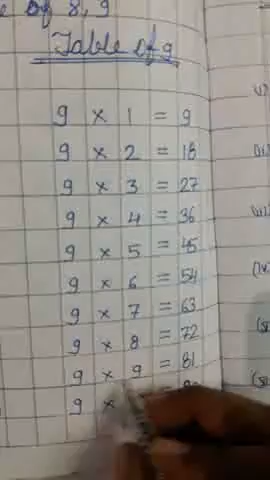 of 8,9
Table of 9
9 × 1 = 9
9 × 2 = 18
9 × 3 = 27
9 × 4 = 36
9 × 5 = 45
9 × 6 = 54
9 × 7 = 63
9 × 8 = 72
9 × 9 = 81
9 ×